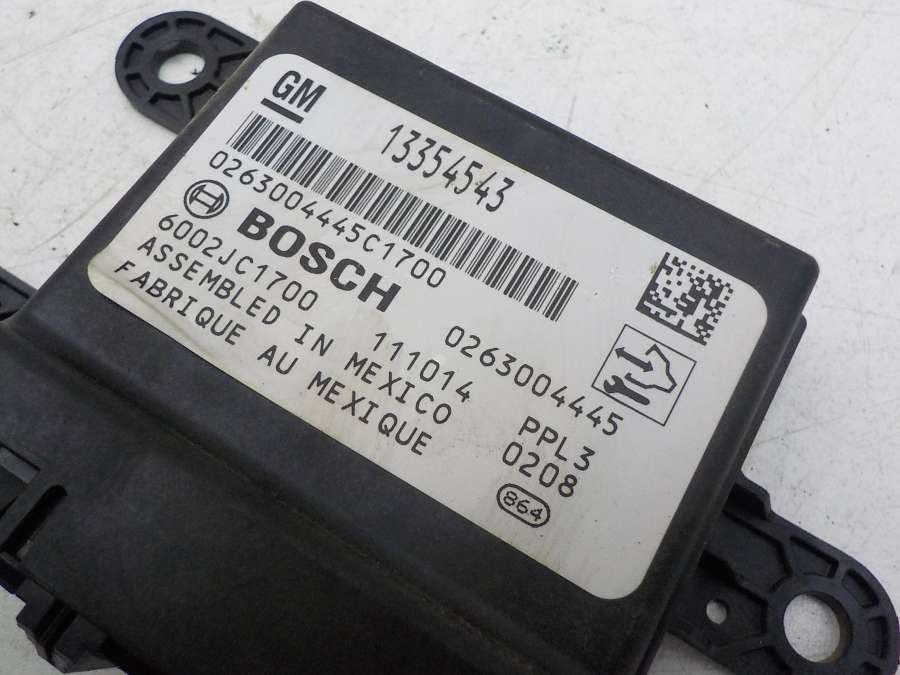 GM
13354543
0263004445C1700
BOSCH 0263004445
6002JC1700 111014 PPL3
ASSEMBLED IN MEXICO 0208
FABRIQUE AU MEXIQUE 864